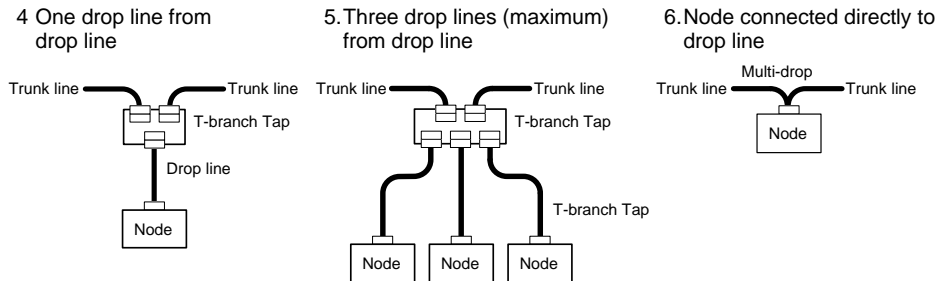 4 One drop line from
drop line
Trunk line
Trunk line
T-branch Tap
Drop line
Node
5. Three drop lines (maximum)
from drop line
Trunk line
Trunk line
T-branch Tap
T-branch Tap
Node
Node
Node
6. Node connected directly to
drop line
Multi-drop
Trunk line
Trunk line
Node